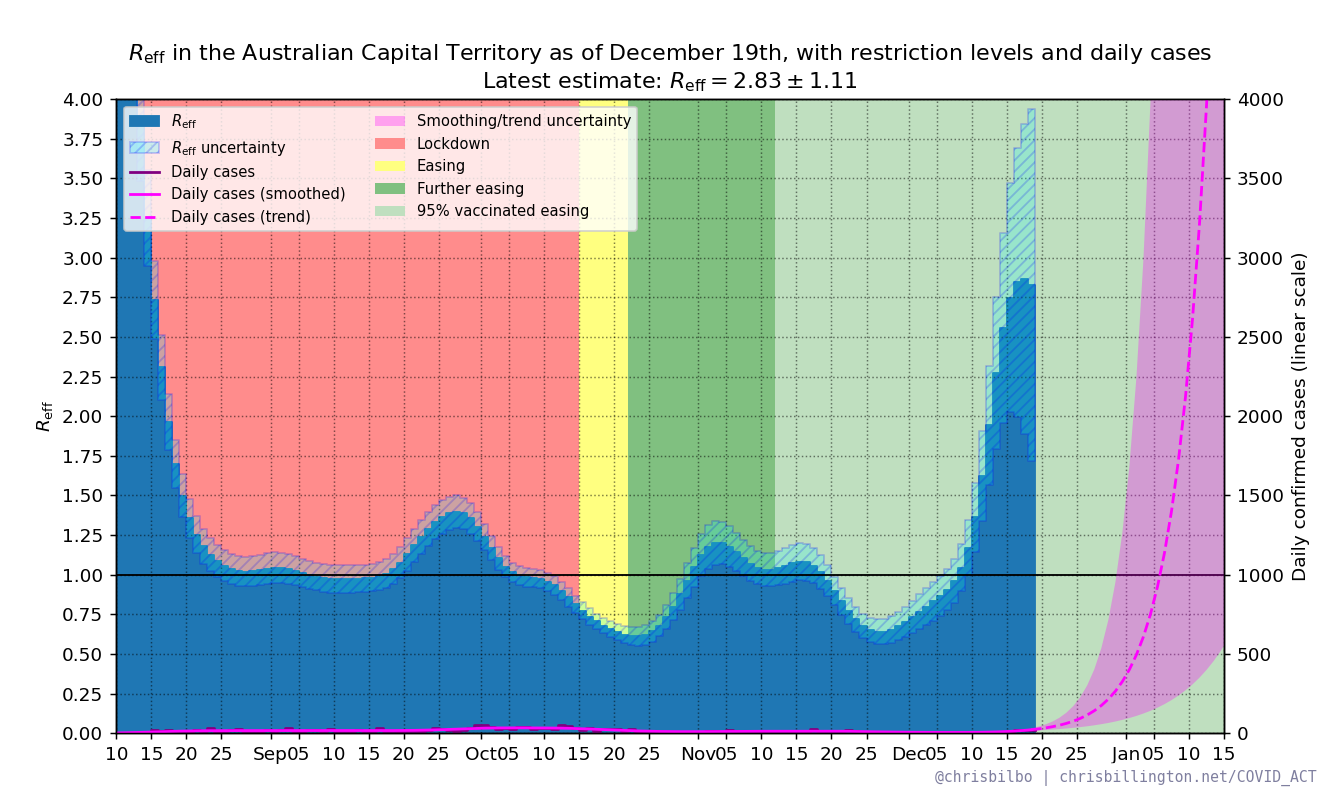 Reff in the Australian Capital Territory as of December 19th, with restriction levels and daily cases
Latest estimate: Reff = 2.83 ± 1.11
Reff
Reff uncertainty
Daily cases
Daily cases (smoothed)
Daily cases (trend)
Smoothing/trend uncertainty
Lockdown
Easing
Further easing
95% vaccinated easing
Reff
4.00
3.75
3.50
3.25
3.00
2.75
2.50
2.25
2.00
1.75
1.50
1.25
1.00
0.75
0.50
0.25
0.00
4000
3500
3000
2500
2000
1500
1000
500
0
Daily confirmed cases (linear scale)
10 15 20 25 Sep05 10 15 20 25 Oct05 10 15 20 25 Nov05 10 15 20 25 Dec05 10 15 20 25 Jan05 10 15
@chrisbilbo | chrisbillington.net/COVID_ACT